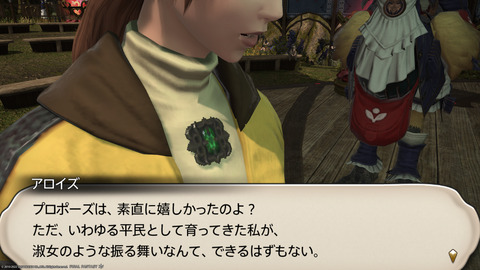 アロイズ
プロポーズは、素直に嬉しかったのよ？
ただ、いわゆる平民として育ってきた私が、
淑女のような振る舞いなんて、できるはずもない。
FINAL FANTASY XIV